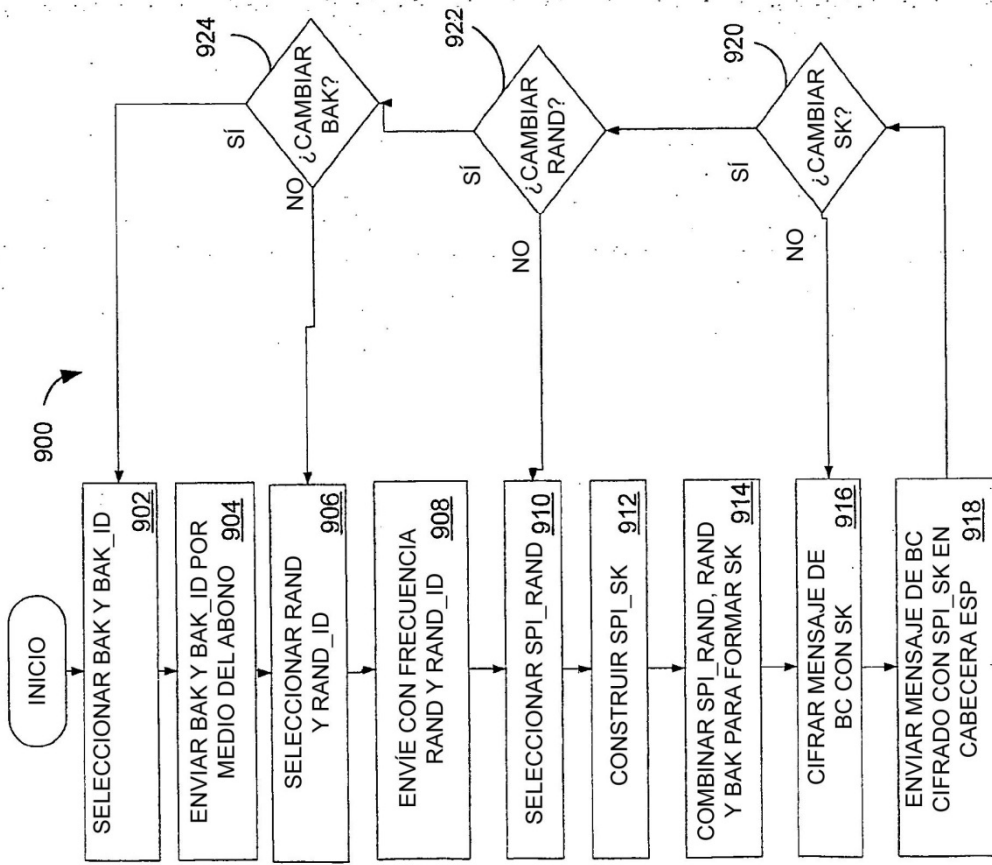 900
INICIO
SELECCIONAR BAK Y BAK_ID
902
ENVIAR BAK Y BAK_ID POR
MEDIO DEL ABONO
904
SELECCIONAR RAND
Y RAND_ID
906
ENVÍE CON FRECUENCIA
RAND Y RAND_ID
908
SELECCIONAR SPI_RAND
910
CONSTRUIR SPI_SK
912
COMBINAR SPI_RAND, RAND
Y BAK PARA FORMAR SK
914
CIFRAR MENSAJE DE
BC CON SK
916
ENVIAR MENSAJE DE BC
CIFRADO CON SPI_SK EN
CABECERA ESP
918
¿CAMBIAR
SK?
920
SÍ
NO
¿CAMBIAR
RAND?
922
SÍ
NO
¿CAMBIAR
BAK?
924
SÍ
NO